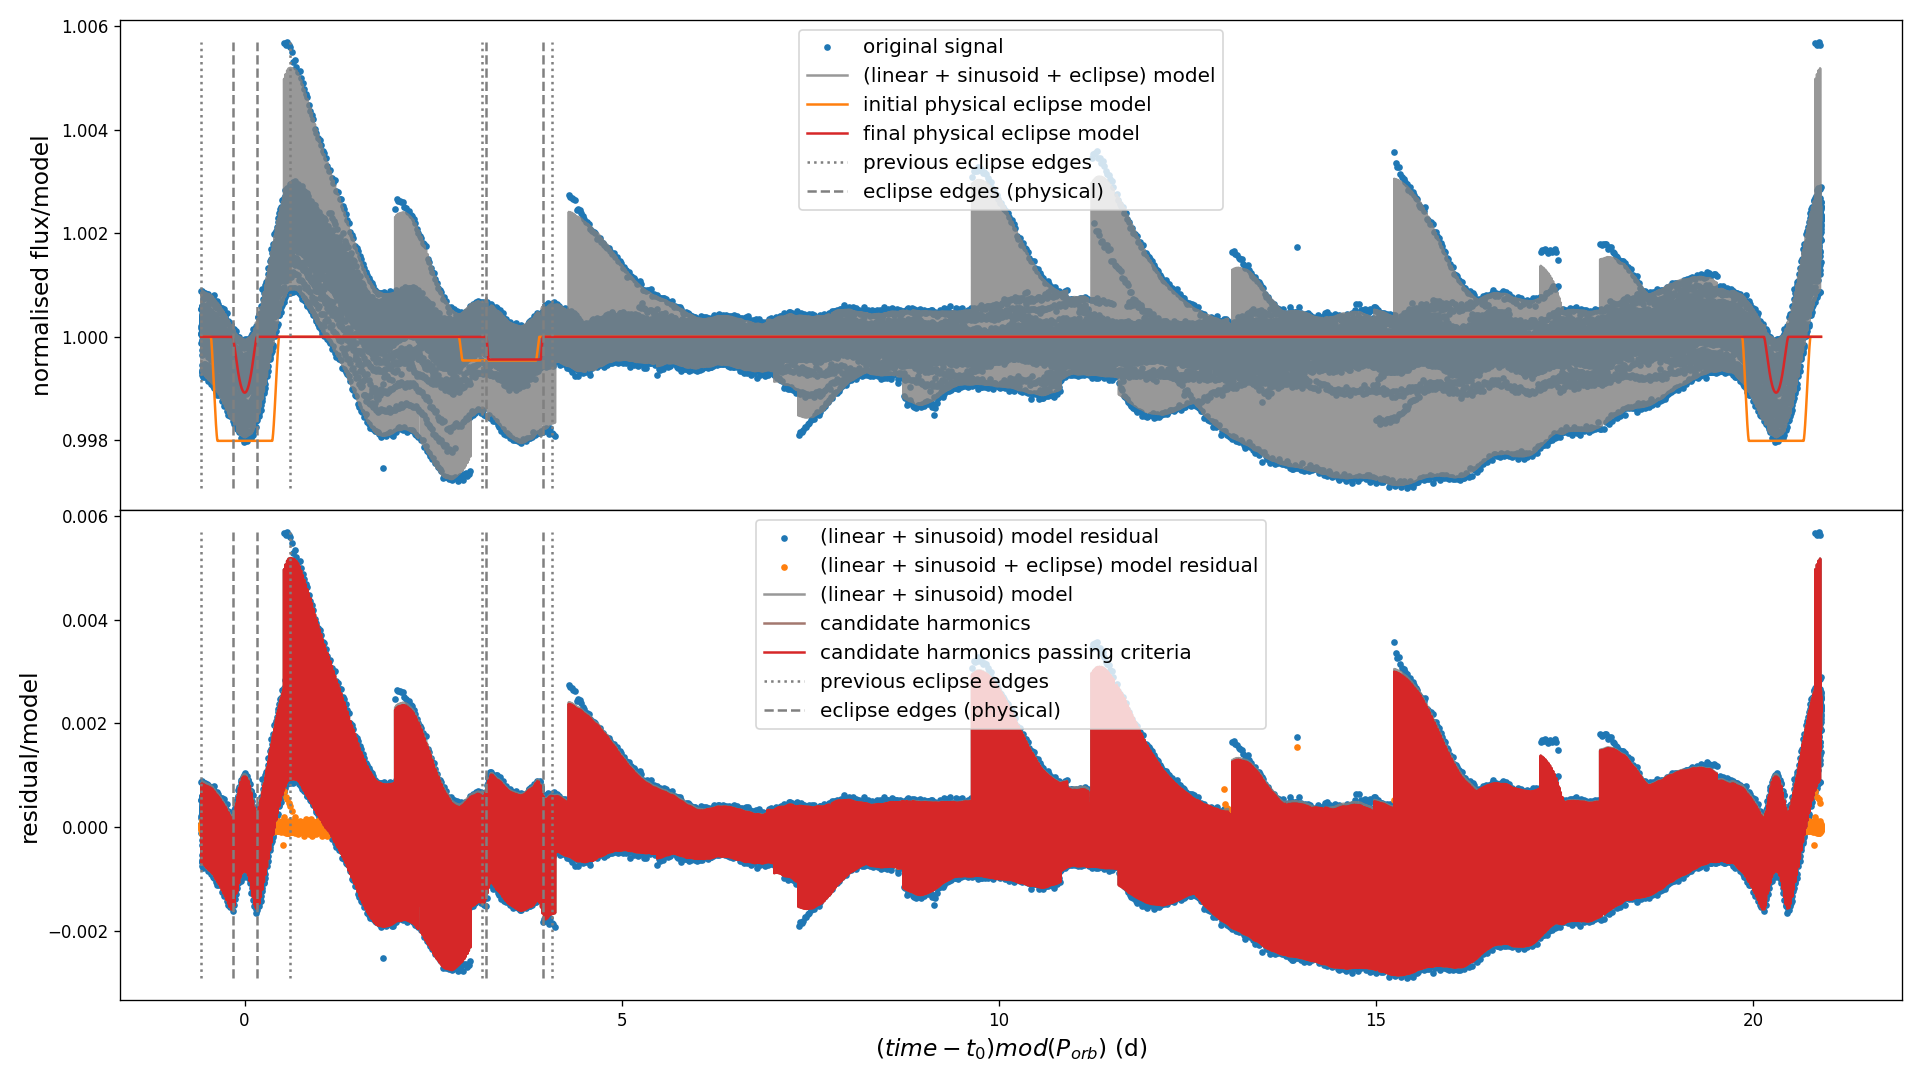 1.006
1.004
1.002
1.000
0.998
normalised flux/model
original signal
(linear + sinusoid + eclipse) model
initial physical eclipse model
final physical eclipse model
previous eclipse edges
eclipse edges (physical)
0.006
0.004
0.002
0.000
−0.002
residual/model
(linear + sinusoid) model residual
(linear + sinusoid + eclipse) model residual
(linear + sinusoid) model
candidate harmonics
candidate harmonics passing criteria
previous eclipse edges
eclipse edges (physical)
0
5
10
15
20
(time − t₀)mod(P_orb) (d)